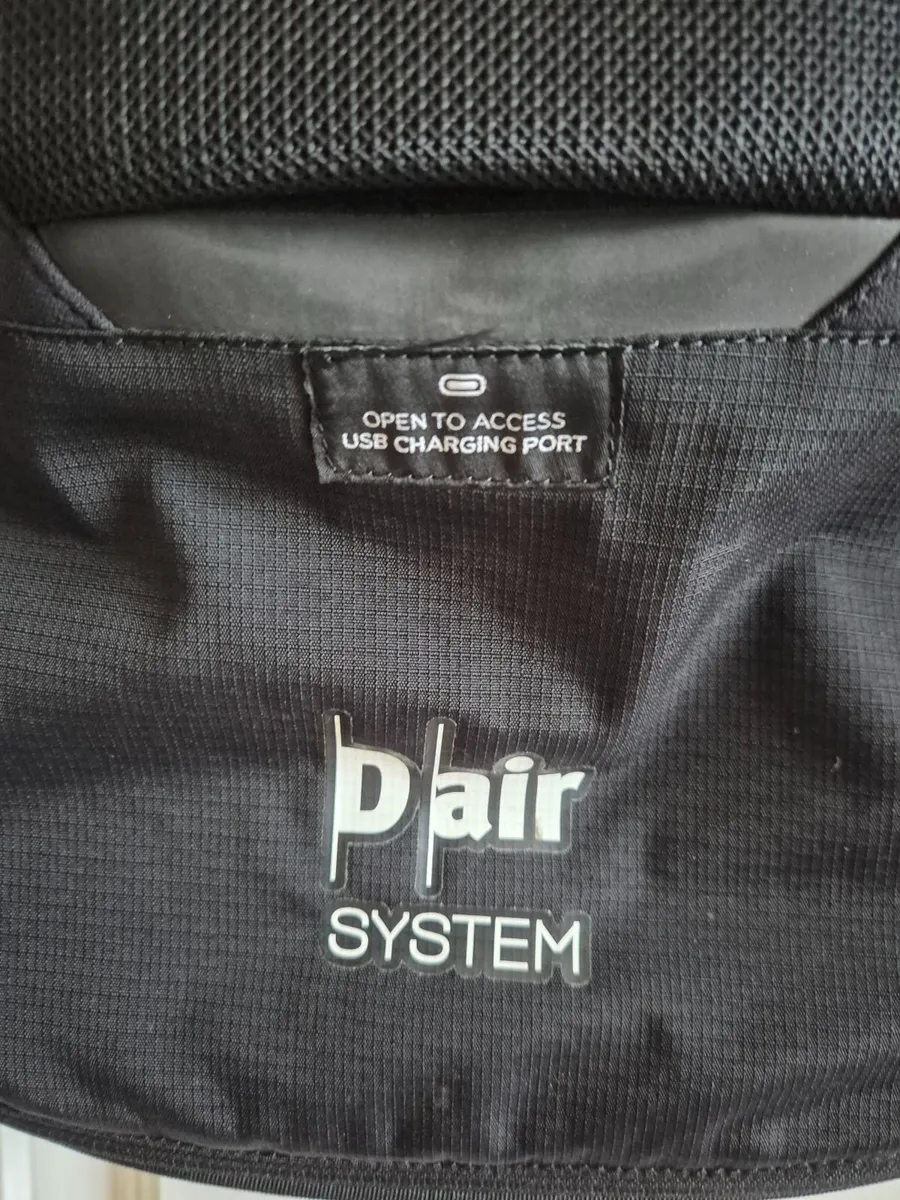 OPEN TO ACCESS
USB CHARGING PORT
D|air
SYSTEM